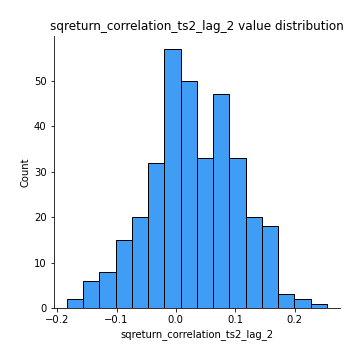 sqreturn_correlation_ts2_lag_2 value distribution
50
40
30
20
10
0
Count
−0.2 −0.1 0.0 0.1 0.2
sqreturn_correlation_ts2_lag_2